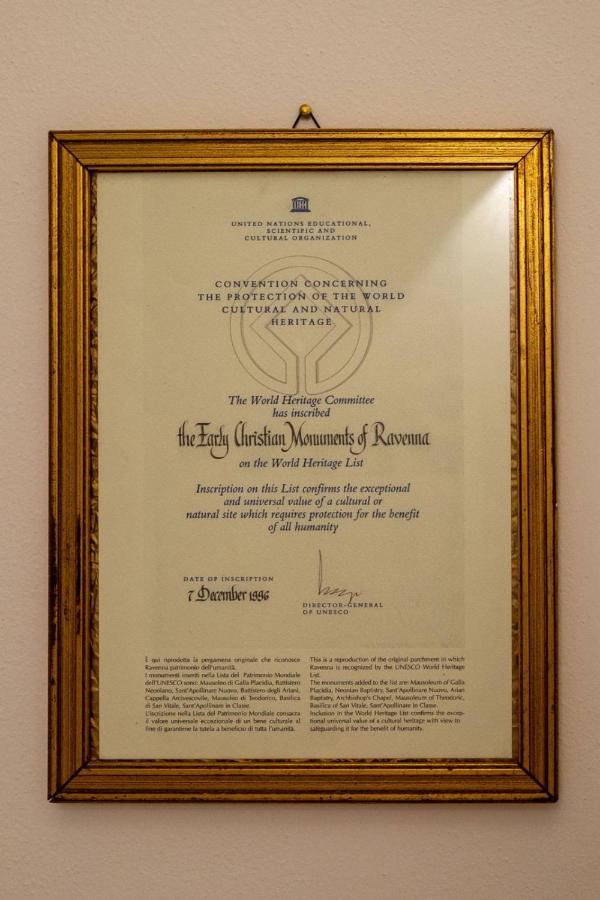 UNITED NATIONS EDUCATIONAL,
SCIENTIFIC AND
CULTURAL ORGANIZATION
CONVENTION CONCERNING
THE PROTECTION OF THE WORLD
CULTURAL AND NATURAL
HERITAGE
The World Heritage Committee
has inscribed
the Early Christian Monuments of Ravenna
on the World Heritage List
Inscription on this List confirms the exceptional
and universal value of a cultural or
natural site which requires protection for the benefit
of all humanity
DATE OF INSCRIPTION
7 December 1996
DIRECTOR-GENERAL
OF UNESCO
È qui riprodotta la pergamena originale che riconosce
Ravenna patrimonio dell'umanità.
I monumenti inseriti nella Lista del Patrimonio Mondiale
dell'UNESCO sono: Mausoleo di Galla Placidia, Battistero
Neoniano, Sant'Apollinare Nuovo, Battistero degli Ariani,
Cappella Arcivescovile, Mausoleo di Teodorico, Basilica
di San Vitale, Sant'Apollinare in Classe.
L'iscrizione nella Lista del Patrimonio Mondiale consacra
il valore universale eccezionale di un bene culturale al
fine di garantirne la tutela a beneficio di tutta l'umanità.
This is a reproduction of the original parchment in which
Ravenna is recognized by the UNESCO World Heritage
List.
The monuments added to the list are: Mausoleum of Galla
Placidia, Neonian Baptistry, Sant'Apollinare Nuovo, Arian
Baptistry, Archbishop's Chapel, Mausoleum of Theodoric,
Basilica of San Vitale, Sant'Apollinare in Classe.
Inclusion in the World Heritage List confirms the excep-
tional universal value of a cultural heritage with view to
safeguarding it for the benefit of humanity.